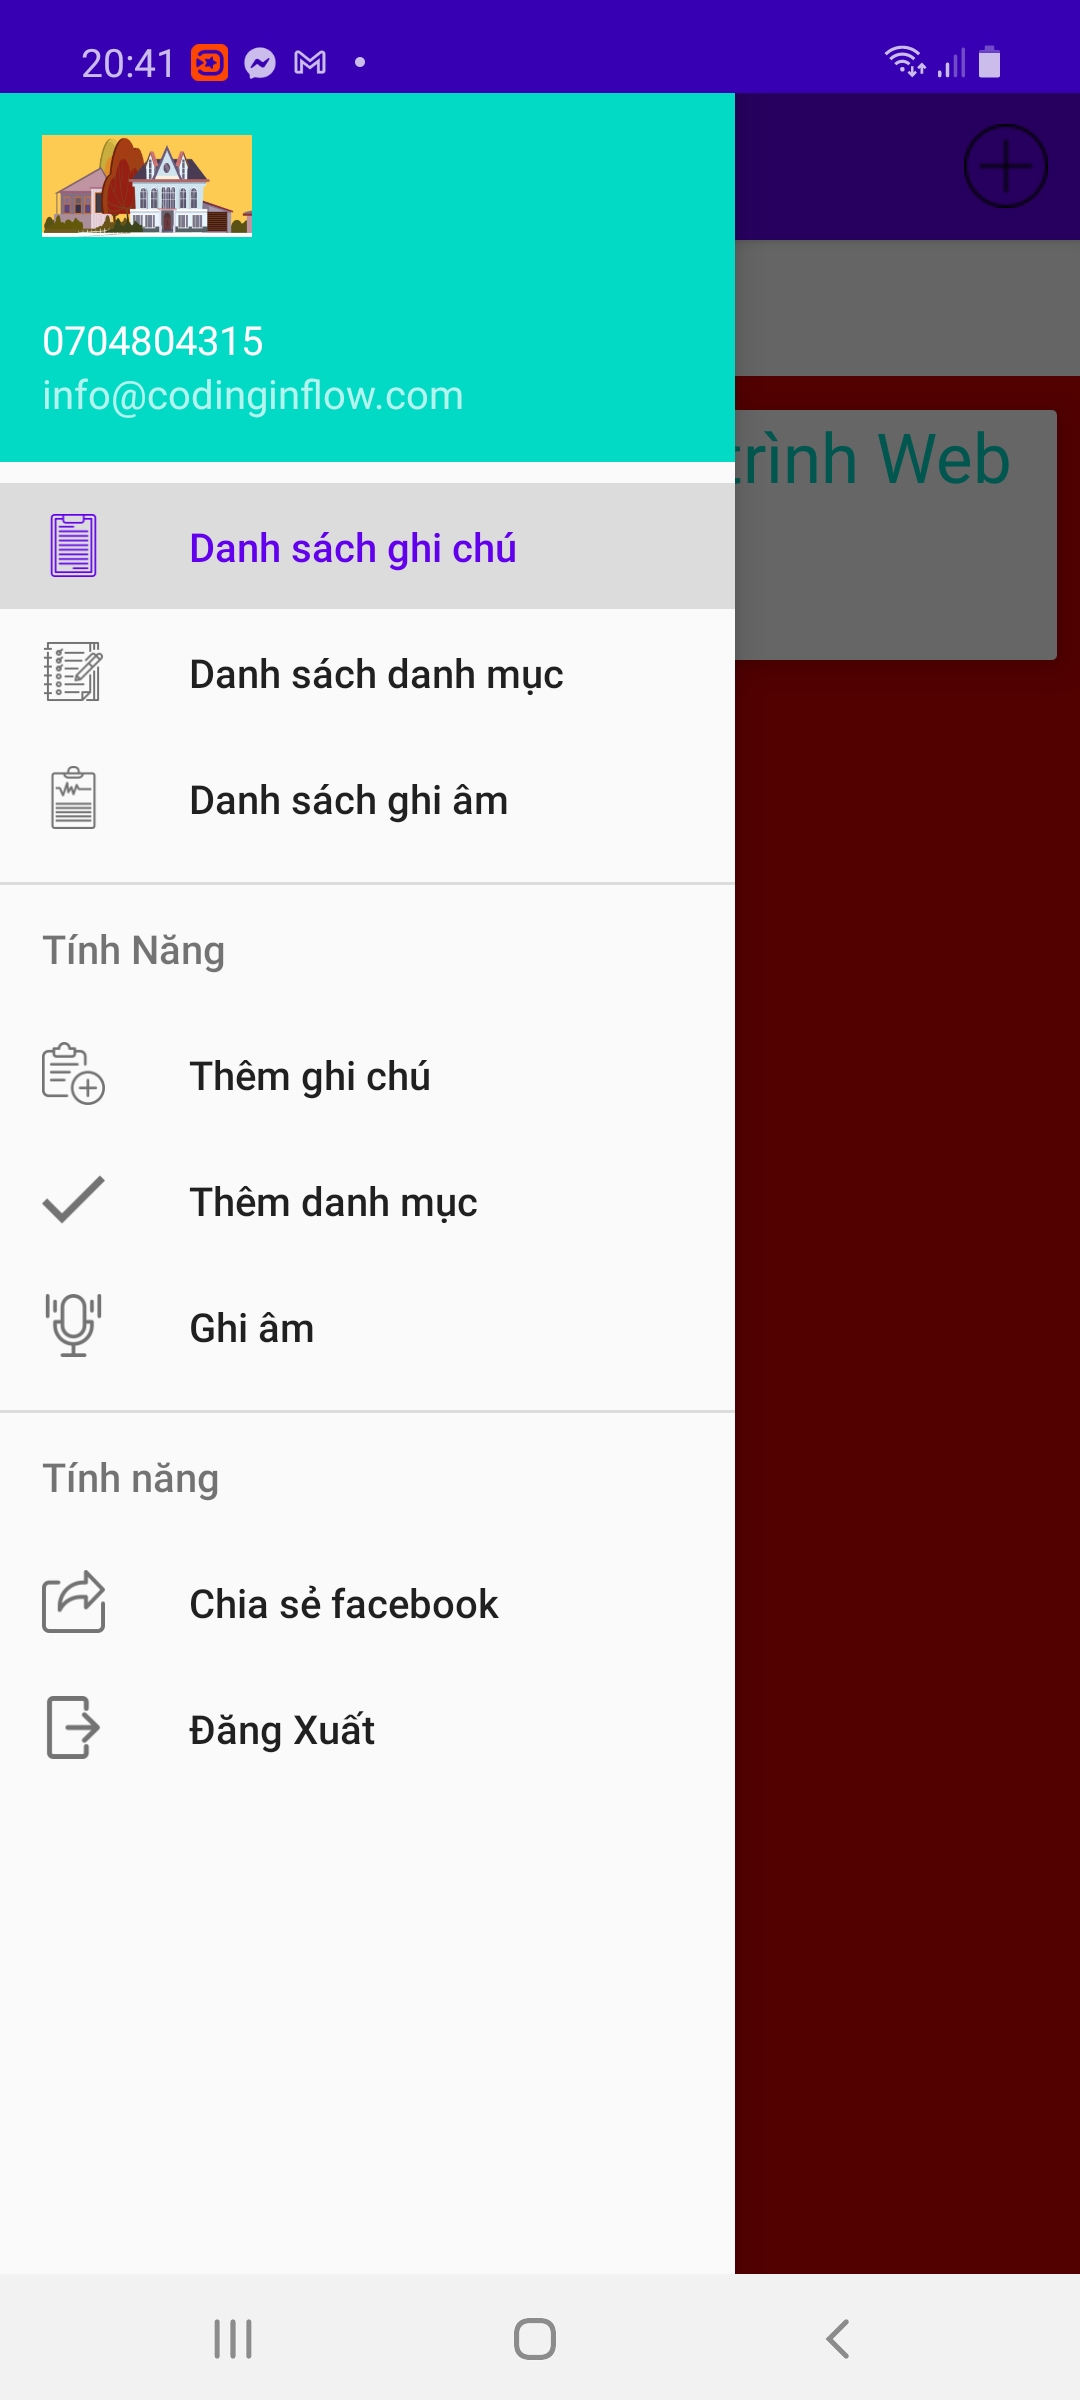 20:41
0704804315
info@codinginflow.com
trình Web
Danh sách ghi chú
Danh sách danh mục
Danh sách ghi âm
Tính Năng
Thêm ghi chú
Thêm danh mục
Ghi âm
Tính năng
Chia sẻ facebook
Đăng Xuất